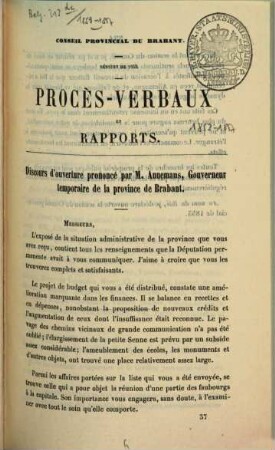 CONSEIL PROVINCIAL DU BRABANT.
PROCÈS-VERBAUX
ET
RAPPORTS.
Discours d'ouverture prononcé par M. Annemans, Gouverneur
temporaire de la province de Brabant.
MESSIEURS,
L'exposé de la situation administrative de la province que vous
avez reçu, contient tous les renseignements que la Députation per-
manente avait à vous communiquer. J'aime à croire que vous les
trouverez complets et satisfaisants.
Le projet de budget qui vous a été distribué, constate une amé-
lioration marquante dans les finances. Il se balance en recettes et
en dépenses, nonobstant la proposition de nouveaux crédits et
l'augmentation de ceux dont l'insuffisance était reconnue. Le pa-
vage des chemins vicinaux de grande communication n'a pas été
oublié; l'élargissement de la petite Senne est prévu par un subside
assez considérable; l'ameublement des écoles, les monuments et
d'autres objets, ont trouvé une place relativement assez large.
Parmi les affaires portées sur la liste qui vous a été envoyée, se
trouve celle qui a pour objet la réunion d'une partie des faubourgs
à la capitale. Son importance vous engagera, sans doute, à l'exami-
ner avec tout le soin qu'elle comporte.
37